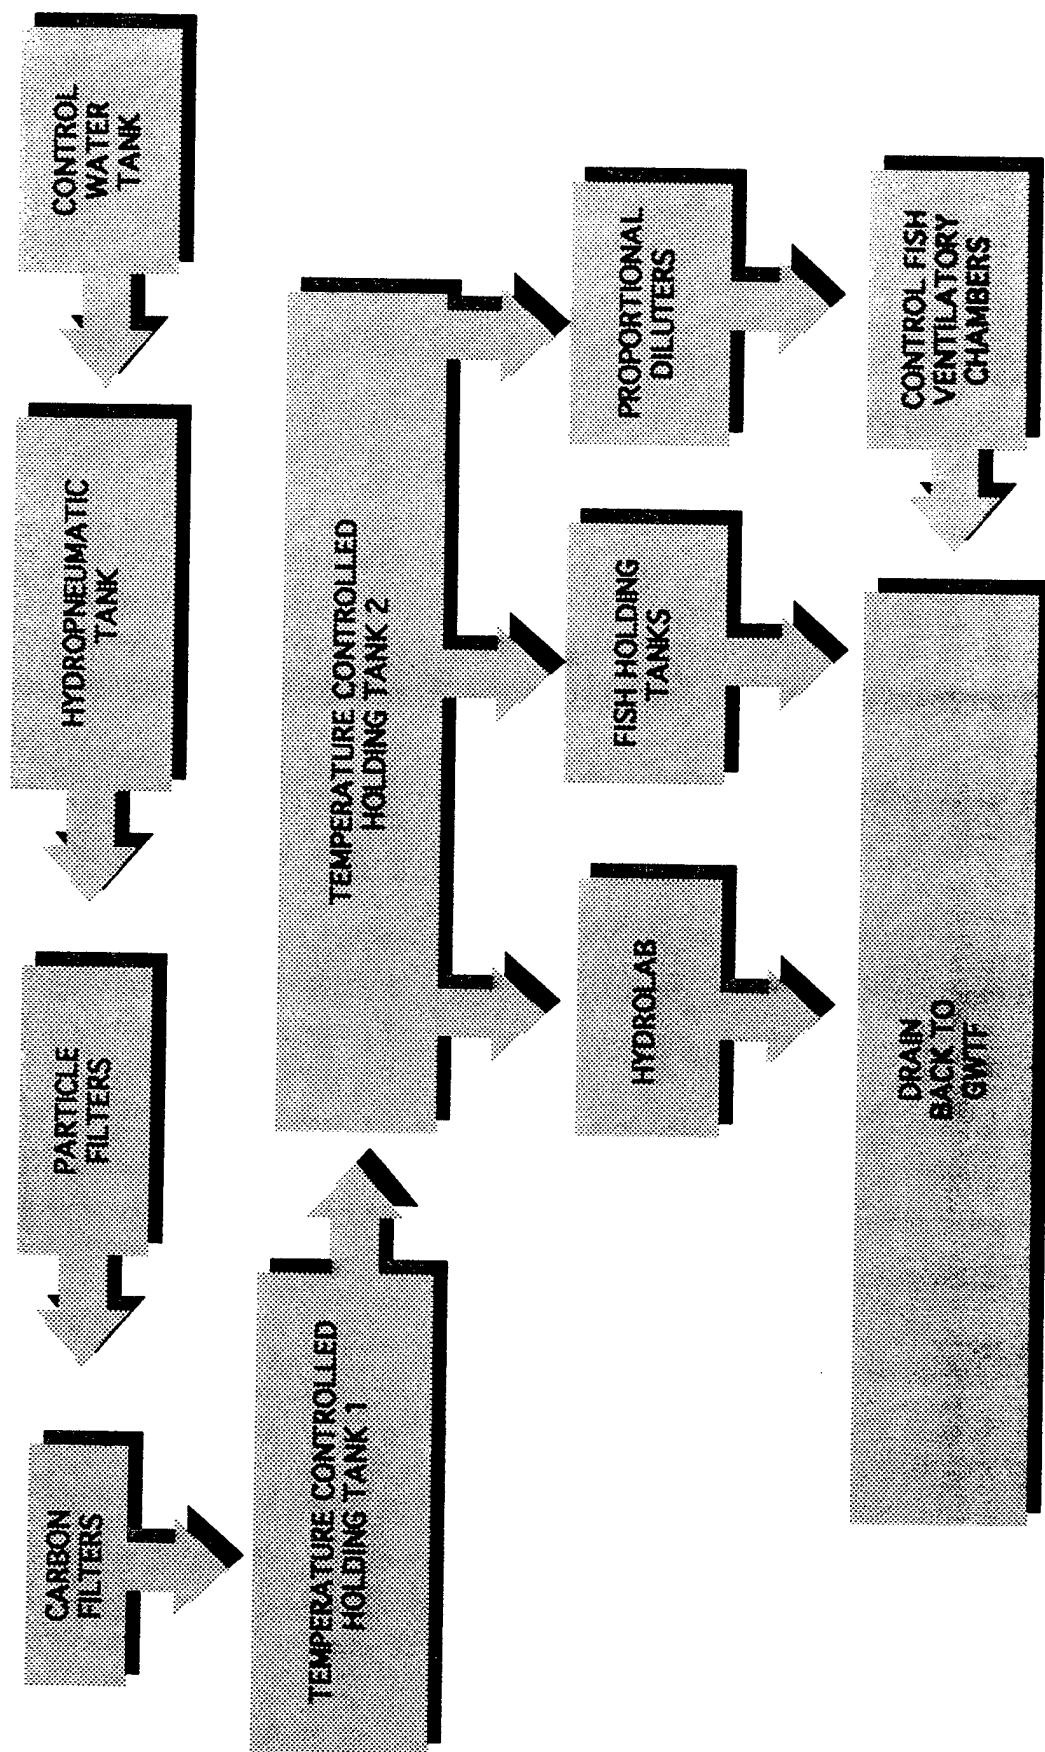 CONTROL
WATER
TANK
HYDROPNEUMATIC
TANK
PARTICLE
FILTERS
CARBON
FILTERS
TEMPERATURE CONTROLLED
HOLDING TANK 1
TEMPERATURE CONTROLLED
HOLDING TANK 2
HYDROLAB
FISH HOLDING
TANKS
PROPORTIONAL
DILUTERS
CONTROL FISH
VENTILATORY
CHAMBERS
DRAIN
BACK TO
GWTF